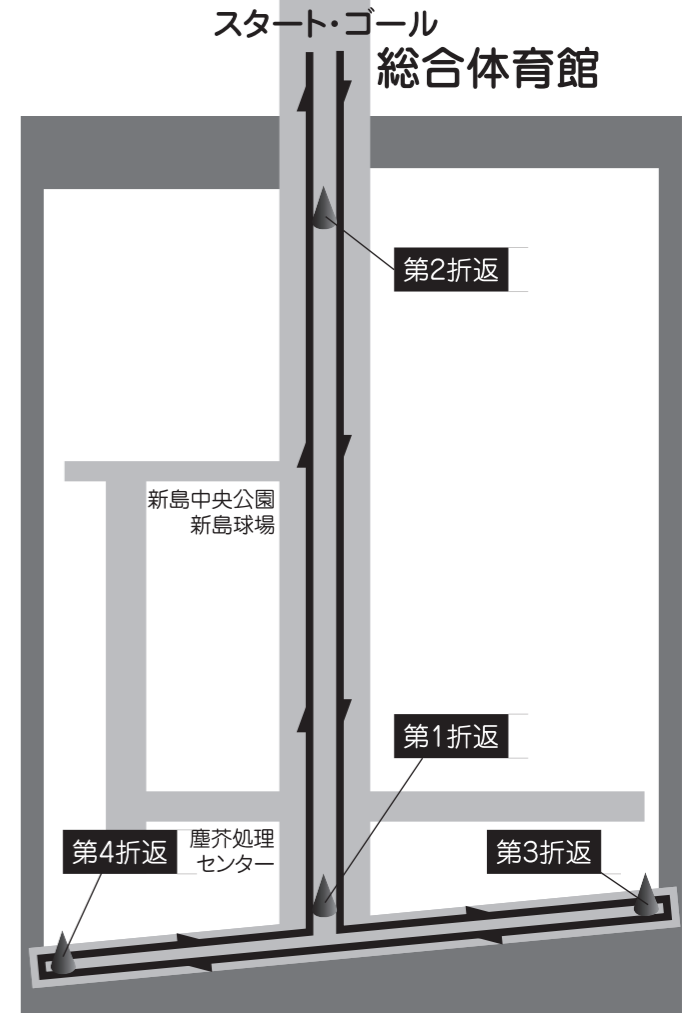 スタート・ゴール
総合体育館
第2折返
新島中央公園
新島球場
第1折返
塵芥処理
センター
第4折返
第3折返